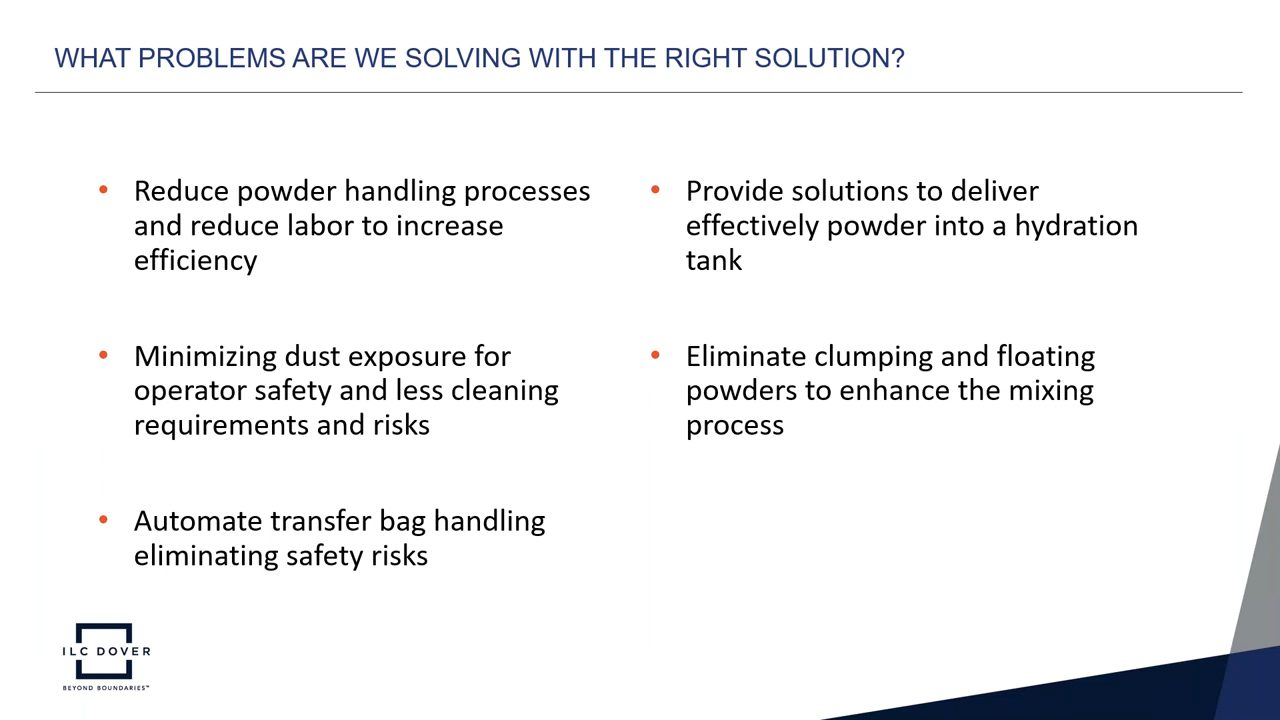 WHAT PROBLEMS ARE WE SOLVING WITH THE RIGHT SOLUTION?
• Reduce powder handling processes
and reduce labor to increase
efficiency
• Minimizing dust exposure for
operator safety and less cleaning
requirements and risks
• Automate transfer bag handling
eliminating safety risks
• Provide solutions to deliver
effectively powder into a hydration
tank
• Eliminate clumping and floating
powders to enhance the mixing
process
ILC DOVER
BEYOND BOUNDARIES™